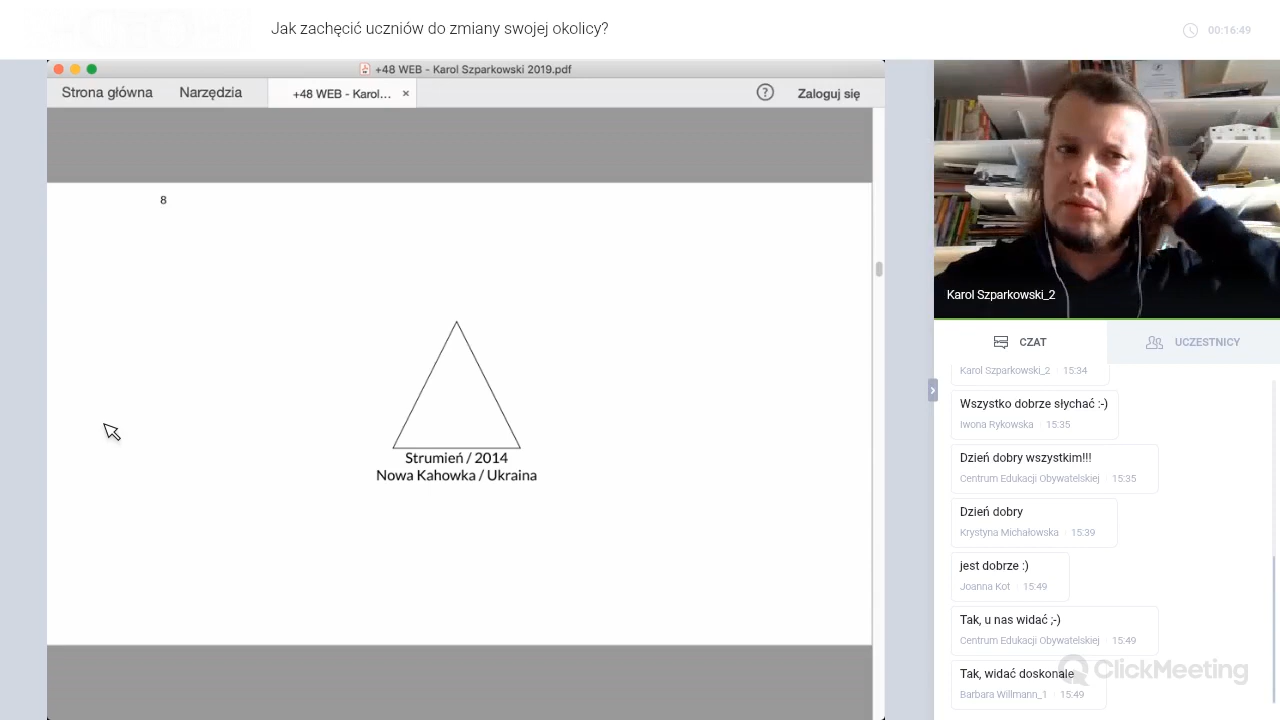 Jak zachęcić uczniów do zmiany swojej okolicy?
00:16:49
+48 WEB - Karol Szparkowski 2019.pdf
Strona główna
Narzędzia
+48 WEB - Karol... ×
?
Zaloguj się
8
Strumień / 2014
Nowa Kahowka / Ukraina
Karol Szparkowski_2
CZAT
UCZESTNICY
Karol Szparkowski_2 15:34
Wszystko dobrze słychać :-)
Iwona Rykowska 15:35
Dzień dobry wszystkim!!!
Centrum Edukacji Obywatelskiej 15:35
Dzień dobry
Krystyna Michałowska 15:39
jest dobrze :)
Joanna Kot 15:49
Tak, u nas widać ;-)
Centrum Edukacji Obywatelskiej 15:49
Tak, widać doskonale
Barbara Willmann_1 15:49
ClickMeeting